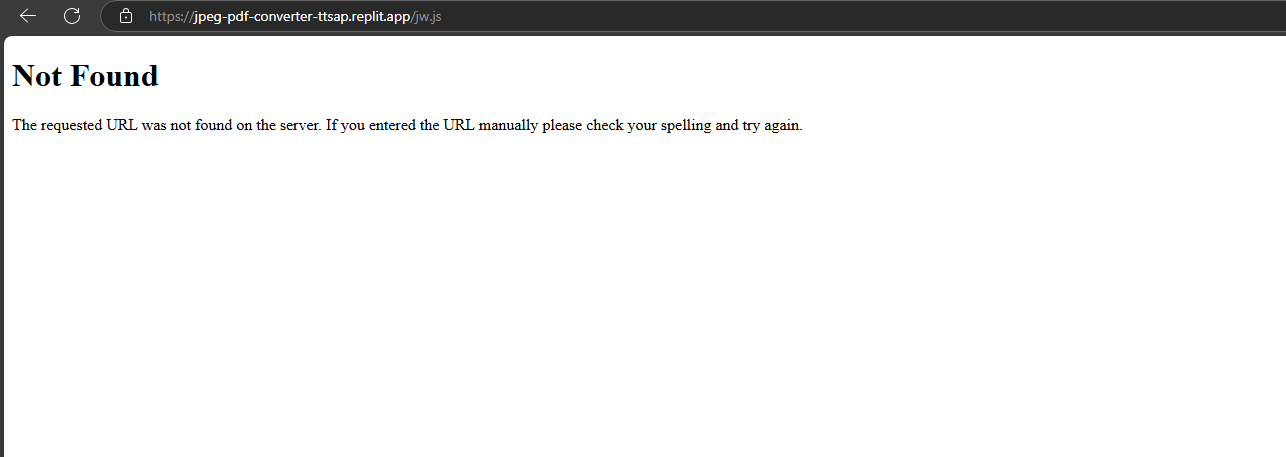 https://jpeg-pdf-converter-ttsap.replit.app/jw.js
Not Found
The requested URL was not found on the server. If you entered the URL manually please check your spelling and try again.